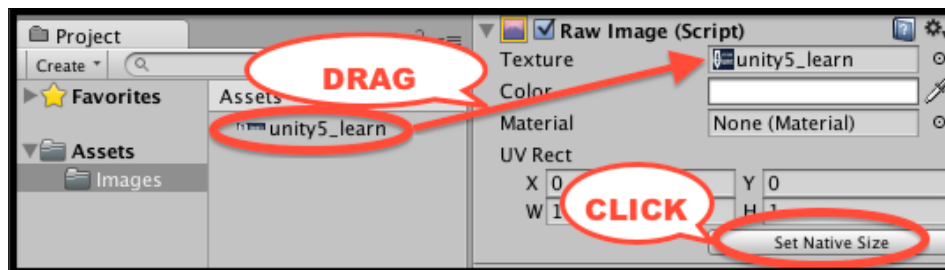 Project
Create
Favorites
Assets
Images
Assets
unity5_learn
DRAG
Raw Image (Script)
Texture unity5_learn
Color
Material None (Material)
UV Rect
X 0 Y 0
W 1 H 1
CLICK
Set Native Size